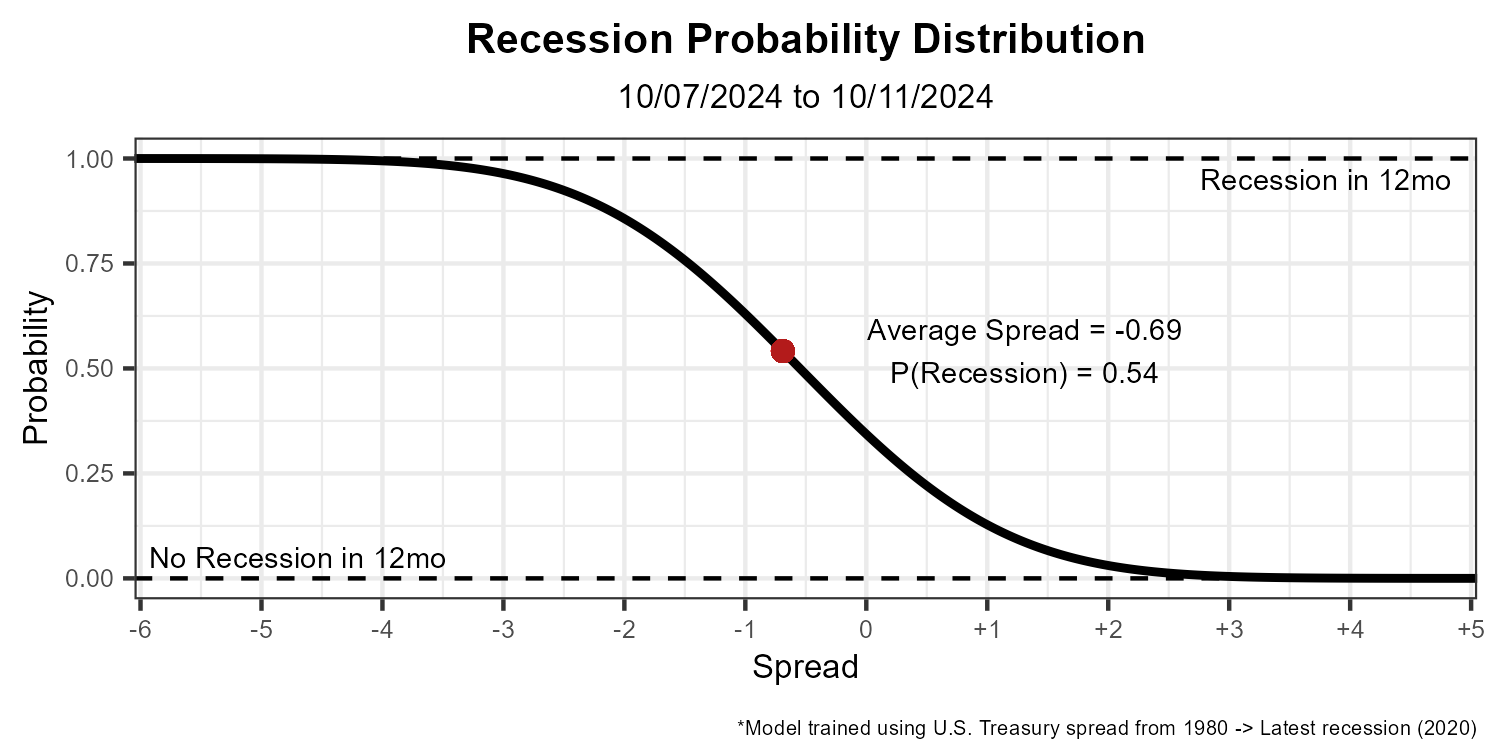 Recession Probability Distribution
10/07/2024 to 10/11/2024
Probability
1.00
0.75
0.50
0.25
0.00
Recession in 12mo
Average Spread = -0.69
P(Recession) = 0.54
No Recession in 12mo
-6 -5 -4 -3 -2 -1 0 +1 +2 +3 +4 +5
Spread
*Model trained using U.S. Treasury spread from 1980 -> Latest recession (2020)